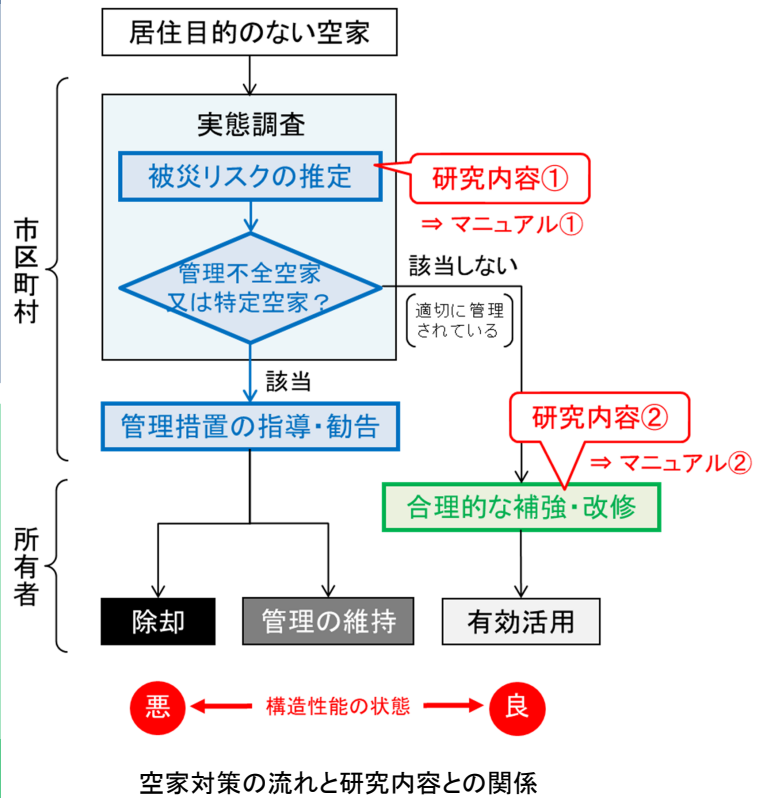 居住目的のない空家
実態調査
被災リスクの推定
研究内容①
⇒ マニュアル①
市区町村
管理不全空家
又は特定空家？
該当しない
適切に管理
されている
該当
管理措置の指導・勧告
研究内容②
⇒ マニュアル②
合理的な補強・改修
所有者
除却
管理の維持
有効活用
悪
構造性能の状態
良
空家対策の流れと研究内容との関係